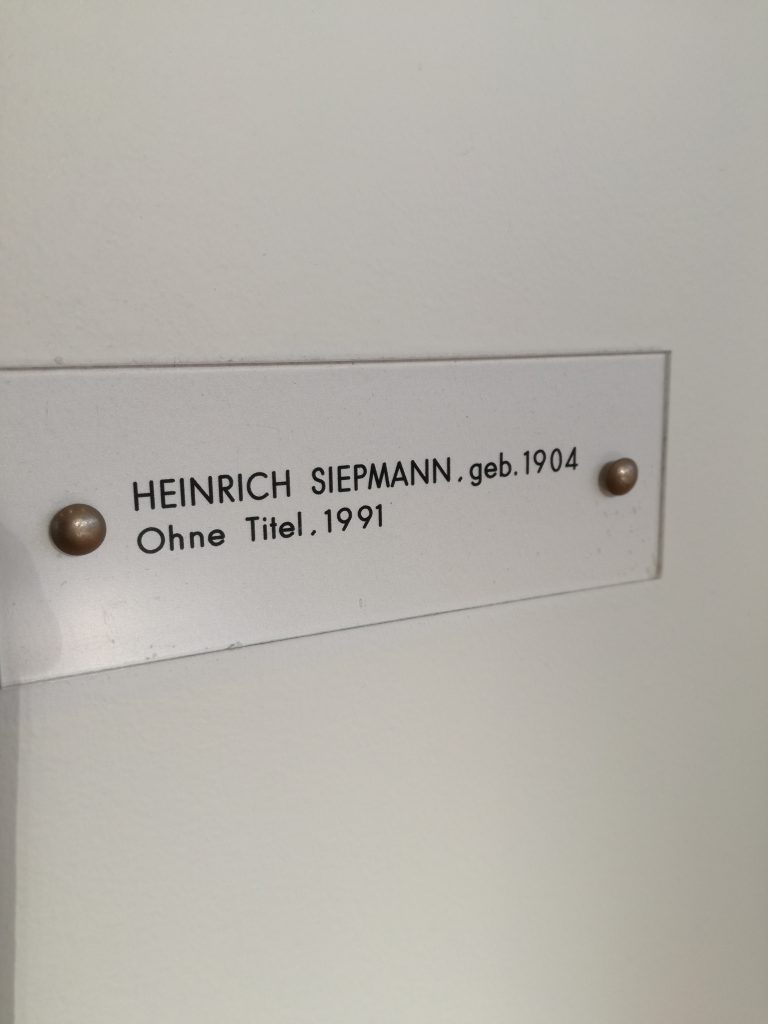 HEINRICH SIEPMANN, geb. 1904
Ohne Titel, 1991